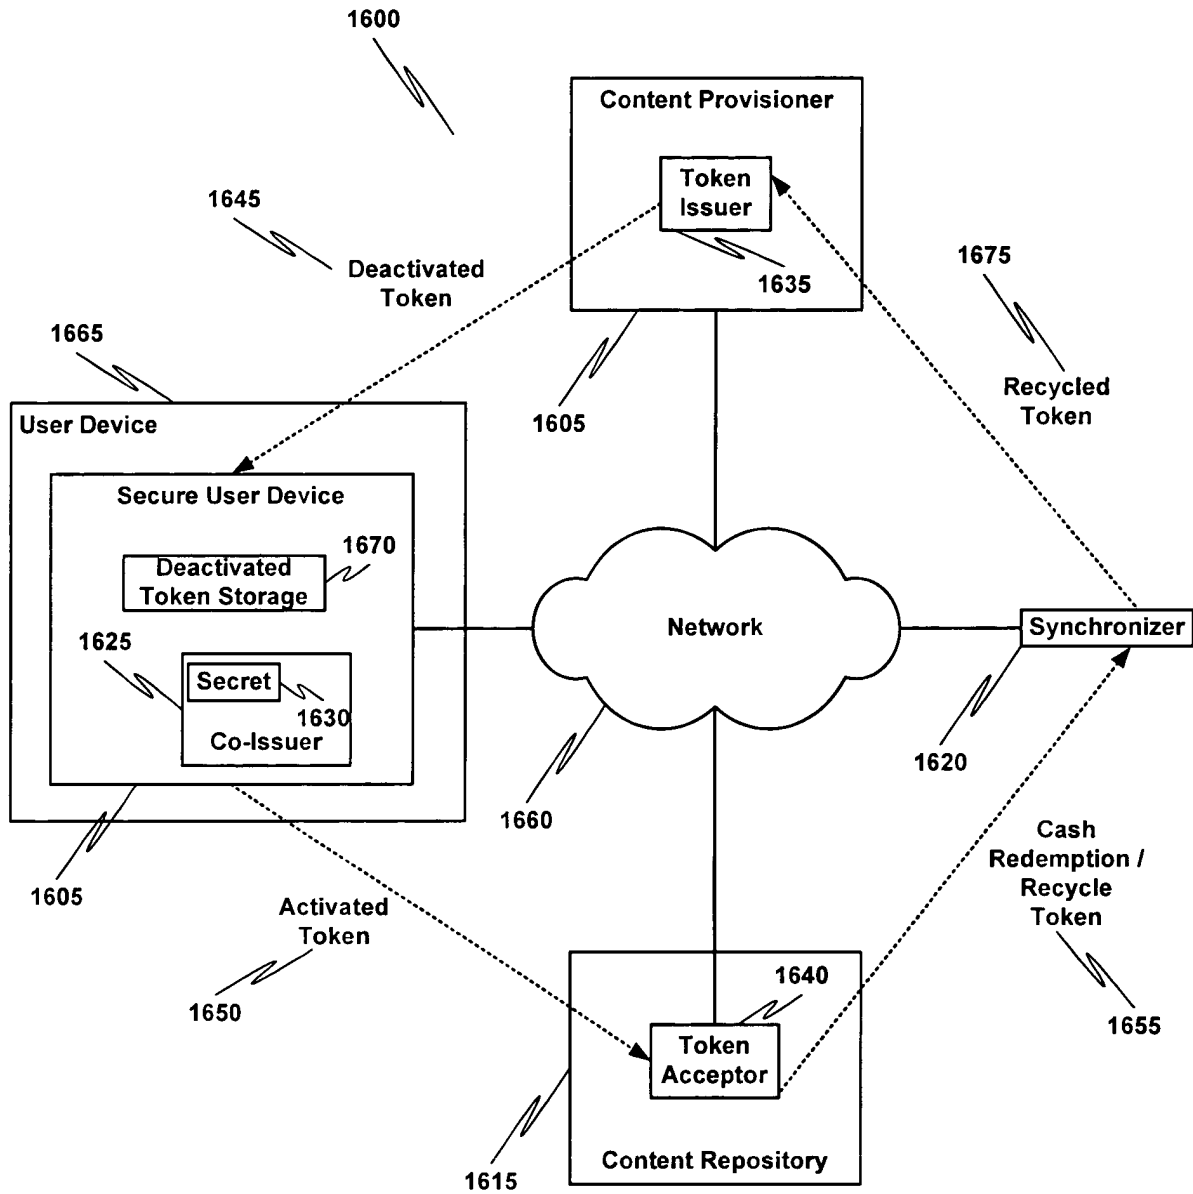 1600
Content Provisioner
Token
Issuer
1635
1645
Deactivated
Token
1675
Recycled
Token
1605
1665
User Device
Secure User Device
1670
Deactivated
Token Storage
1625
Secret
1630
Co-Issuer
Network
Synchronizer
1620
1660
1605
Activated
Token
1650
Cash
Redemption /
Recycle
Token
1655
1640
Token
Acceptor
Content Repository
1615